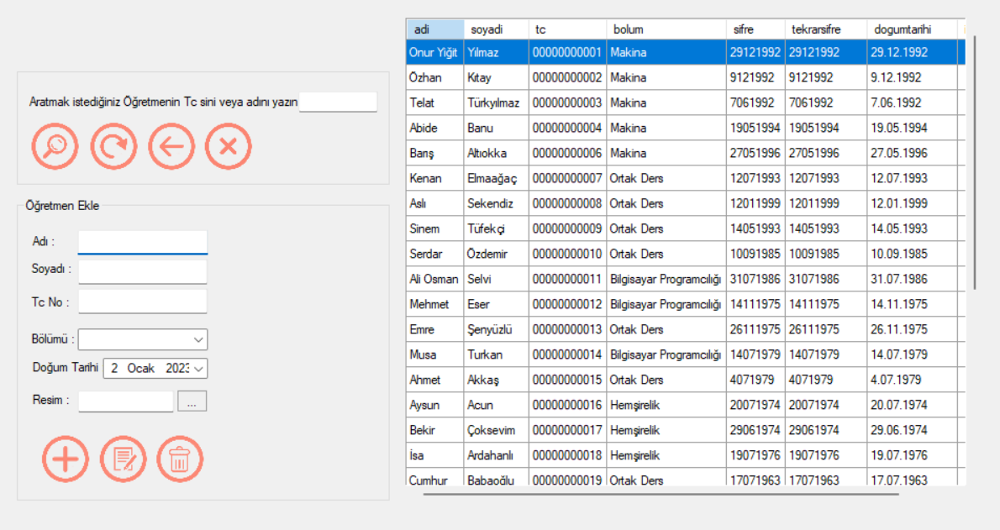 Aratmak istediğiniz Öğretmenin Tc sini veya adını yazın
Öğretmen Ekle
Adı :
Soyadı :
Tc No :
Bölümü :
Doğum Tarihi 2 Ocak 2023
Resim : ...
adi soyadi tc bolum sifre tekrarsifre dogumtarihi
Onur Yiğit Yılmaz 00000000001 Makina 29121992 29121992 29.12.1992
Özhan Kıtay 00000000002 Makina 9121992 9121992 9.12.1992
Telat Türkyılmaz 00000000003 Makina 7061992 7061992 7.06.1992
Abide Banu 00000000004 Makina 19051994 19051994 19.05.1994
Barış Altıokka 00000000006 Makina 27051996 27051996 27.05.1996
Kenan Elmaağaç 00000000007 Ortak Ders 12071993 12071993 12.07.1993
Aslı Sekendiz 00000000008 Ortak Ders 12011999 12011999 12.01.1999
Sinem Tüfekçi 00000000009 Ortak Ders 14051993 14051993 14.05.1993
Serdar Özdemir 00000000010 Ortak Ders 10091985 10091985 10.09.1985
Ali Osman Selvi 00000000011 Bilgisayar Programcılığı 31071986 31071986 31.07.1986
Mehmet Eser 00000000012 Bilgisayar Programcılığı 14111975 14111975 14.11.1975
Emre Şenyüzlü 00000000013 Ortak Ders 26111975 26111975 26.11.1975
Musa Turkan 00000000014 Bilgisayar Programcılığı 14071979 14071979 14.07.1979
Ahmet Akkaş 00000000015 Ortak Ders 4071979 4071979 4.07.1979
Aysun Acun 00000000016 Hemşirelik 20071974 20071974 20.07.1974
Bekir Çoksevim 00000000017 Hemşirelik 29061974 29061974 29.06.1974
İsa Ardahanlı 00000000018 Hemşirelik 19071976 19071976 19.07.1976
Cumhur Babaoğlu 00000000019 Ortak Ders 17071963 17071963 17.07.1963